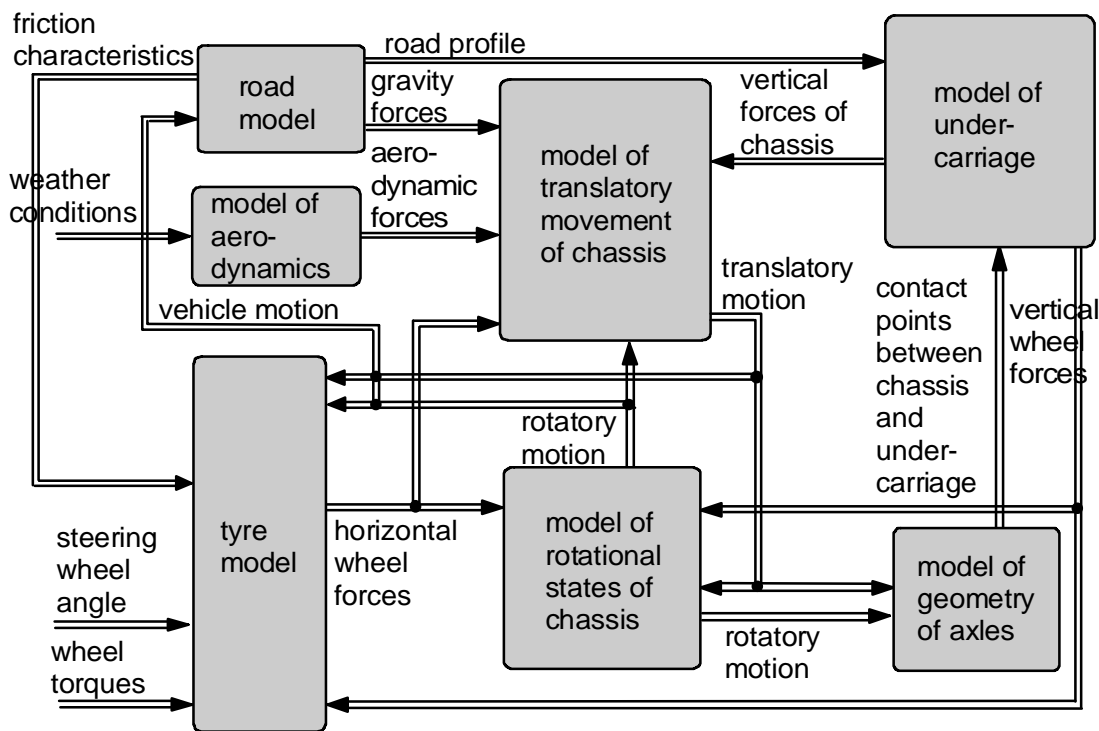 friction
characteristics
road profile
road
model
gravity
forces
vertical
forces of
chassis
model of
under-
carriage
weather
conditions
model of
aero-
dynamics
aero-
dynamic
forces
model of
translatory
movement
of chassis
vehicle motion
translatory
motion
contact
points
between
chassis
and
under-
carriage
vertical
wheel
forces
rotatory
motion
tyre
model
horizontal
wheel
forces
model of
rotational
states of
chassis
model of
geometry
of axles
rotatory
motion
steering
wheel
angle
wheel
torques